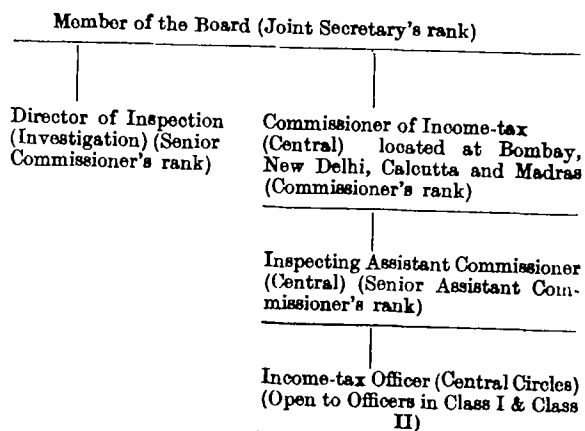 Member of the Board (Joint Secretary's rank)
Director of Inspection
(Investigation) (Senior
Commissioner's rank)
Commissioner of Income-tax
(Central) located at Bombay,
New Delhi, Calcutta and Madras
(Commissioner's rank)
Inspecting Assistant Commissioner
(Central) (Senior Assistant Com-
missioner's rank)
Income-tax Officer (Central Circles)
(Open to Officers in Class I & Class
II)